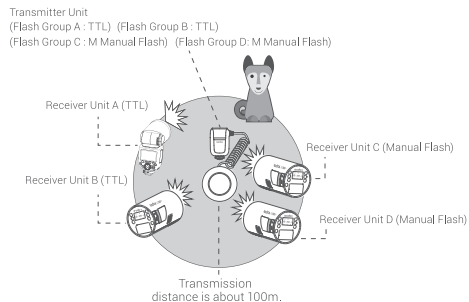 Transmitter Unit
(Flash Group A : TTL) (Flash Group B : TTL)
(Flash Group C : M Manual Flash) (Flash Group D: M Manual Flash)
Receiver Unit A (TTL)
Receiver Unit C (Manual Flash)
Receiver Unit B (TTL)
Receiver Unit D (Manual Flash)
Transmission
distance is about 100m.